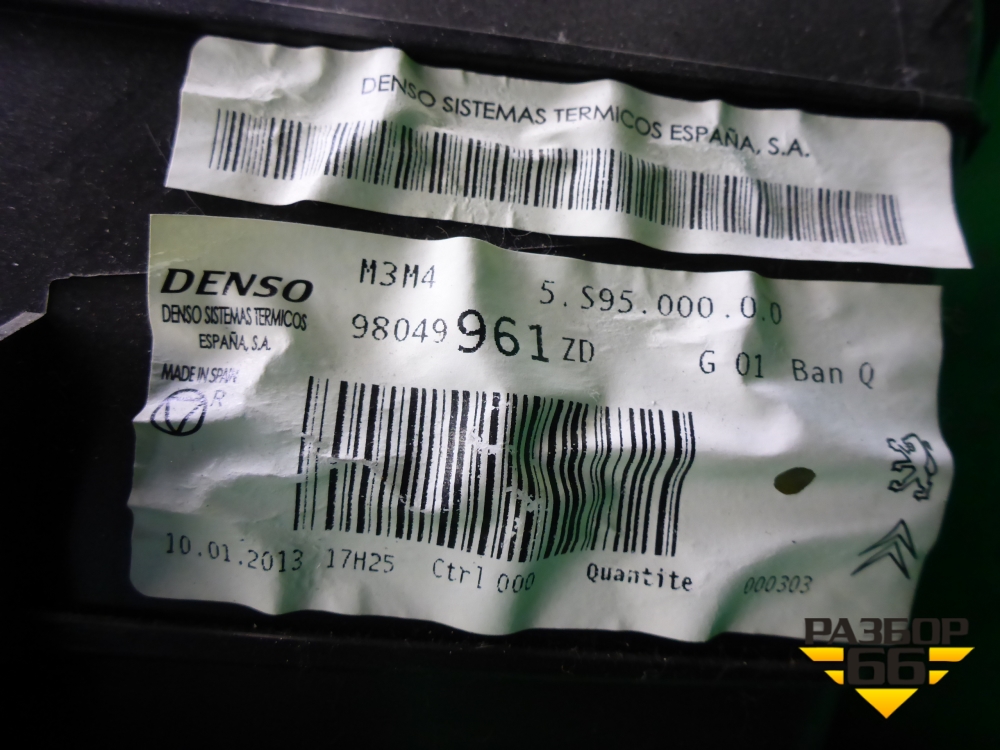 DENSO SISTEMAS TERMICOS ESPAÑA, S.A.
DENSO
DENSO SISTEMAS TERMICOS
ESPAÑA, S.A.
MADE IN SPAIN
R
M3M4
5.S95.000.0.0
98049961ZD
G 01 Ban Q
10.01.2013 17H25 Ctrl 000 Quantite 000303
РАЗБОР
66